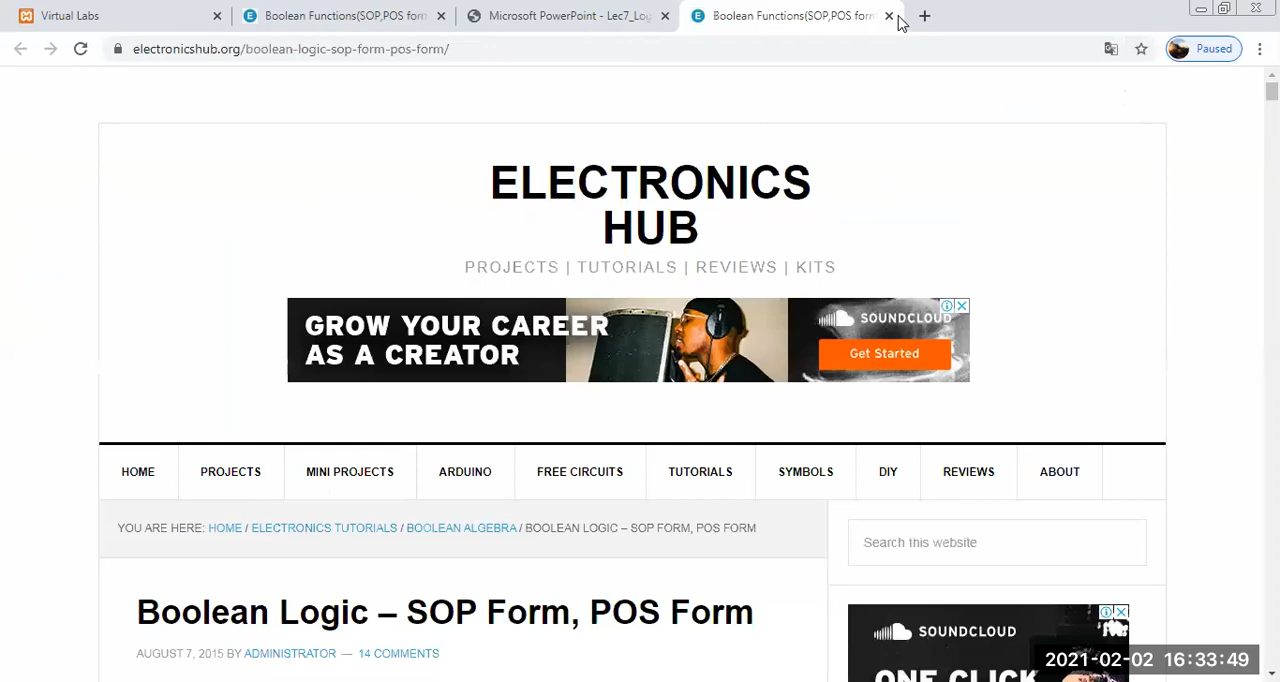 Virtual Labs
Boolean Functions(SOP,POS form
Microsoft PowerPoint - Lec7_Log
Boolean Functions(SOP,POS form
electronicshub.org/boolean-logic-sop-form-pos-form/
Paused
ELECTRONICS
HUB
PROJECTS | TUTORIALS | REVIEWS | KITS
GROW YOUR CAREER
AS A CREATOR
SOUNDCLOUD
Get Started
HOME
PROJECTS
MINI PROJECTS
ARDUINO
FREE CIRCUITS
TUTORIALS
SYMBOLS
DIY
REVIEWS
ABOUT
YOU ARE HERE: HOME / ELECTRONICS TUTORIALS / BOOLEAN ALGEBRA / BOOLEAN LOGIC – SOP FORM, POS FORM
Search this website
Boolean Logic – SOP Form, POS Form
AUGUST 7, 2015 BY ADMINISTRATOR — 14 COMMENTS
SOUNDCLOUD
ONE CLICK
2021-02-02 16:33:49